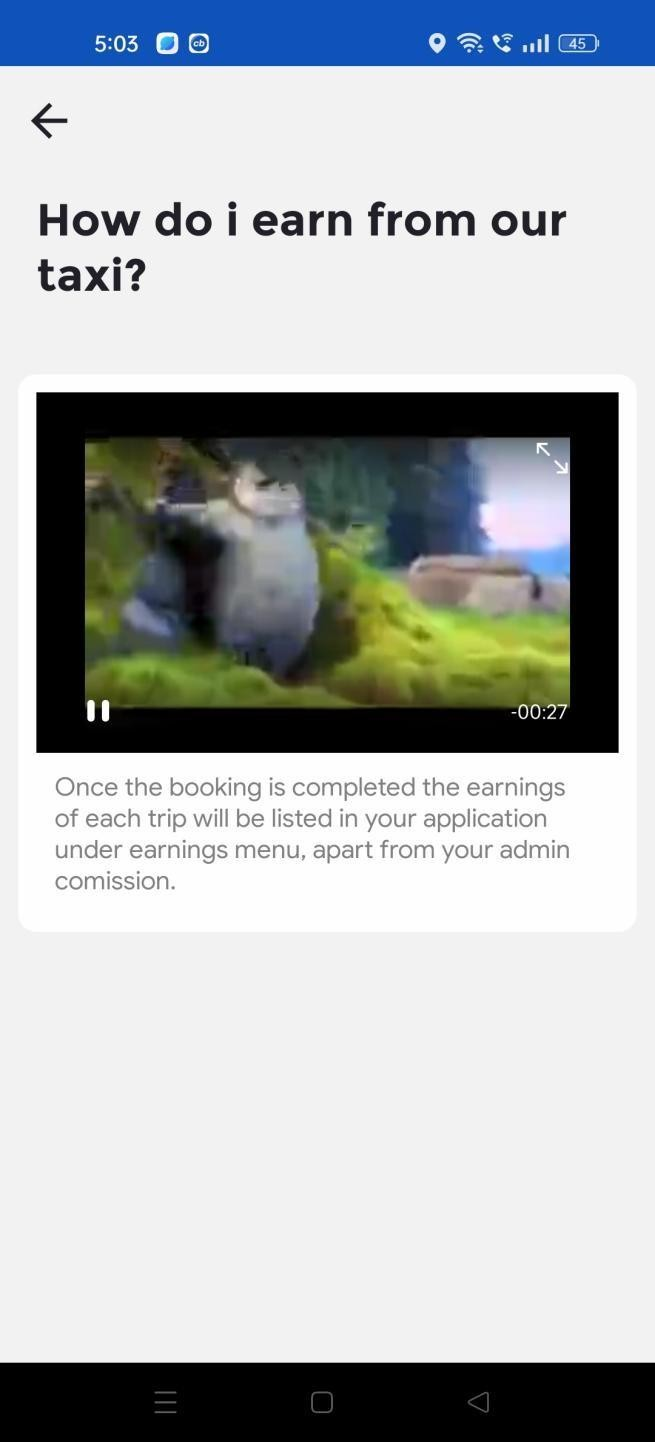 5:03
cb
45
How do i earn from our
taxi?
-00:27
Once the booking is completed the earnings
of each trip will be listed in your application
under earnings menu, apart from your admin
comission.